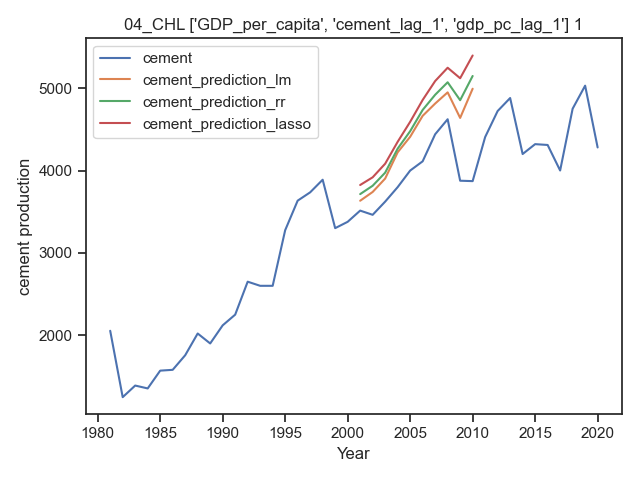 04_CHL ['GDP_per_capita', 'cement_lag_1', 'gdp_pc_lag_1'] 1
cement
cement_prediction_lm
cement_prediction_rr
cement_prediction_lasso
5000
4000
3000
2000
cement production
1980 1985 1990 1995 2000 2005 2010 2015 2020
Year